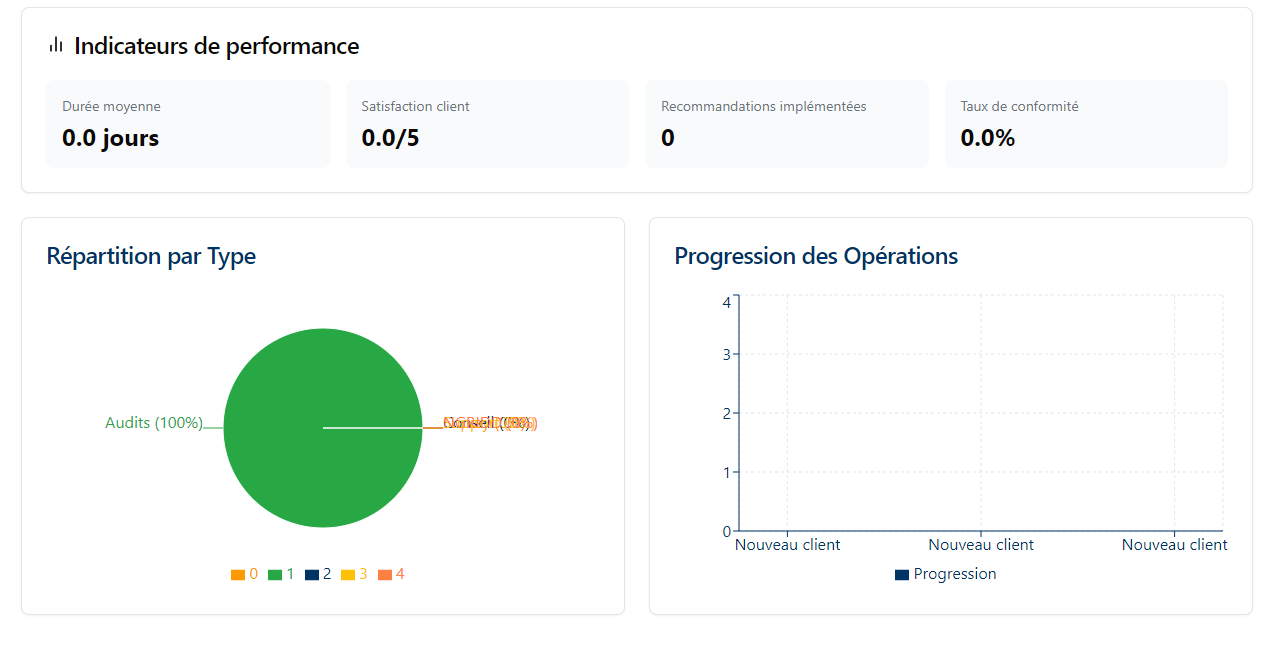 Indicateurs de performance
Durée moyenne
0.0 jours
Satisfaction client
0.0/5
Recommandations implémentées
0
Taux de conformité
0.0%
Répartition par Type
Audits (100%)
0 1 2 3 4
Progression des Opérations
4
3
2
1
0
Nouveau client Nouveau client Nouveau client
Progression